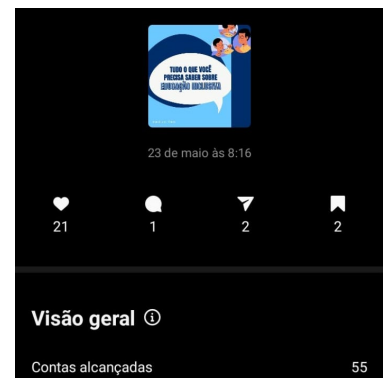 TUDO O QUE VOCÊ
PRECISA SABER SOBRE
EDUCAÇÃO INCLUSIVA
23 de maio às 8:16
21 1 2 2
Visão geral
Contas alcançadas 55